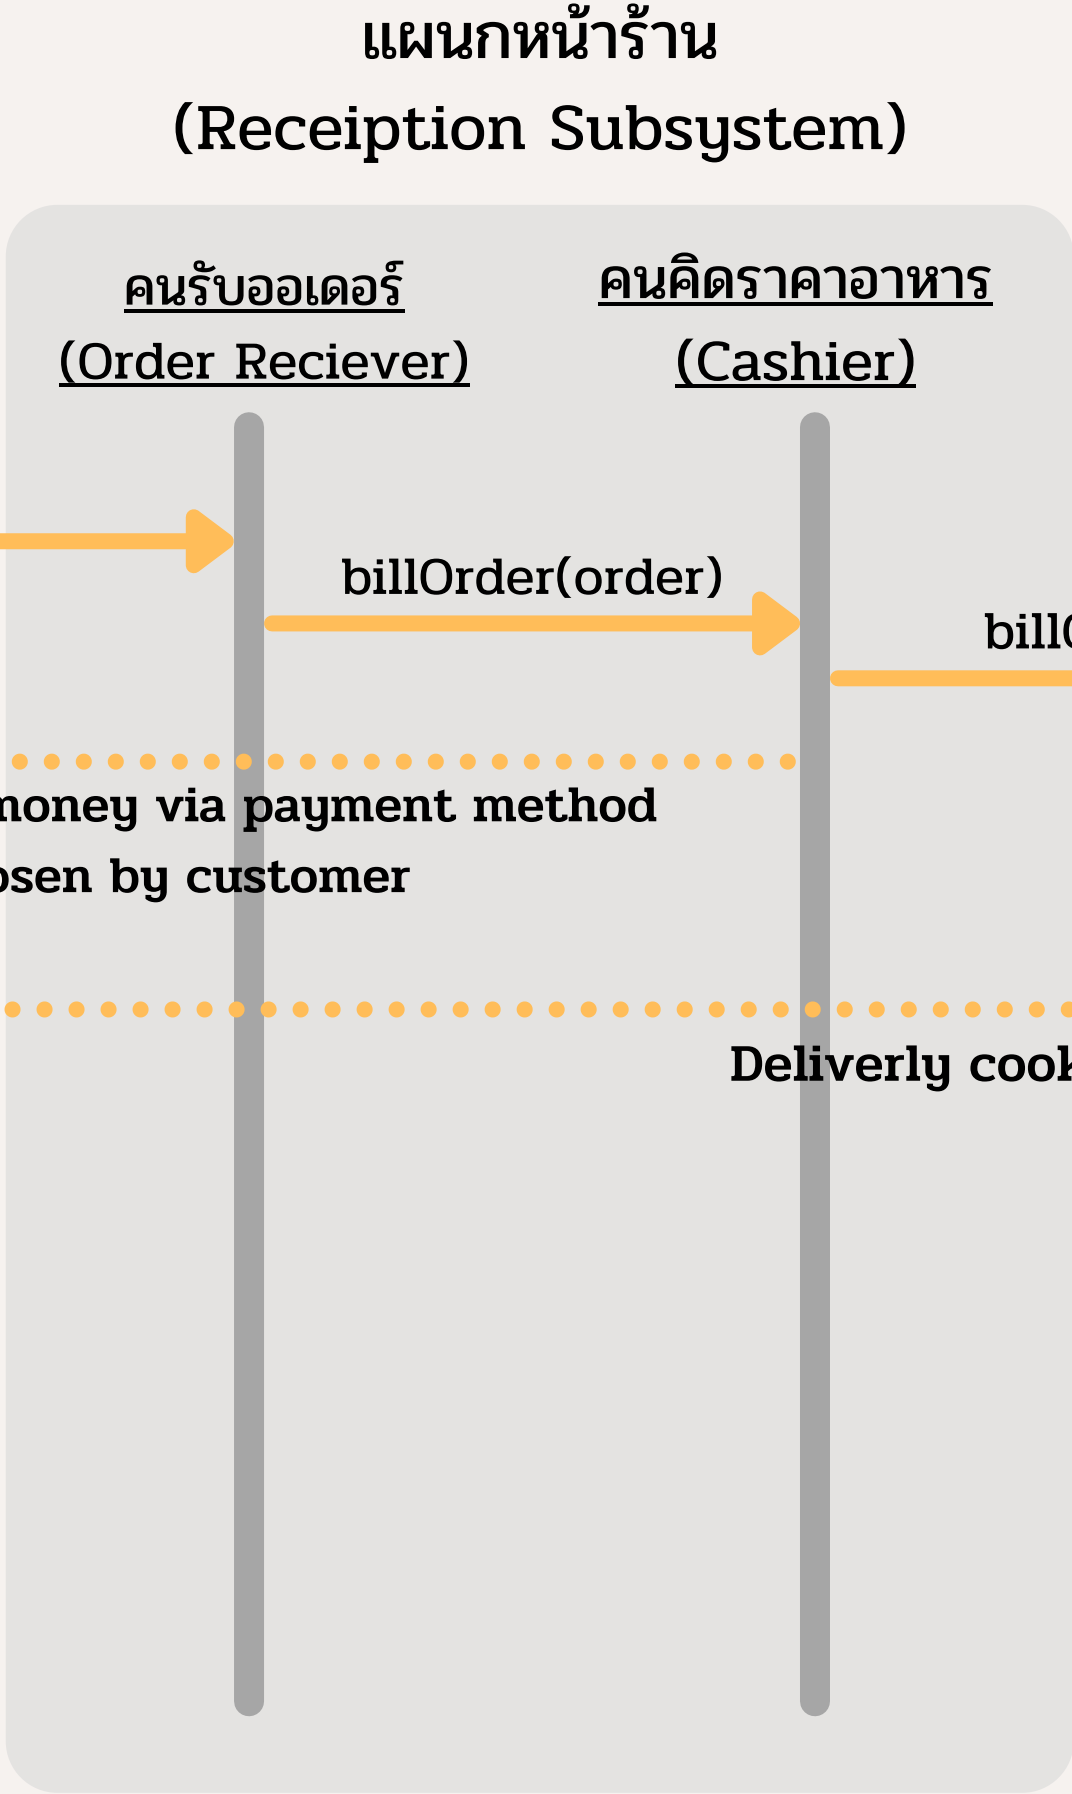 แผนกหน้าร้าน
(Receiption Subsystem)
คนรับออเดอร์
(Order Reciever)
คนคิดราคาอาหาร
(Cashier)
billOrder(order)
via payment method
by customer
Deliverly